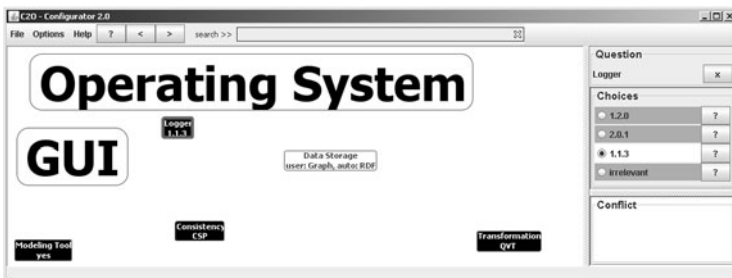 C2O - Configurator 2.0
File Options Help ? < > search >>
Operating System
Logger
1.1.3
GUI
Data Storage
user: Graph, auto: RDF
Consistency
CSP
Modeling Tool
yes
Transformation
QVT
Question
Logger x
Choices
1.2.0 ?
2.0.1 ?
1.1.3 ?
irrelevant ?
Conflict